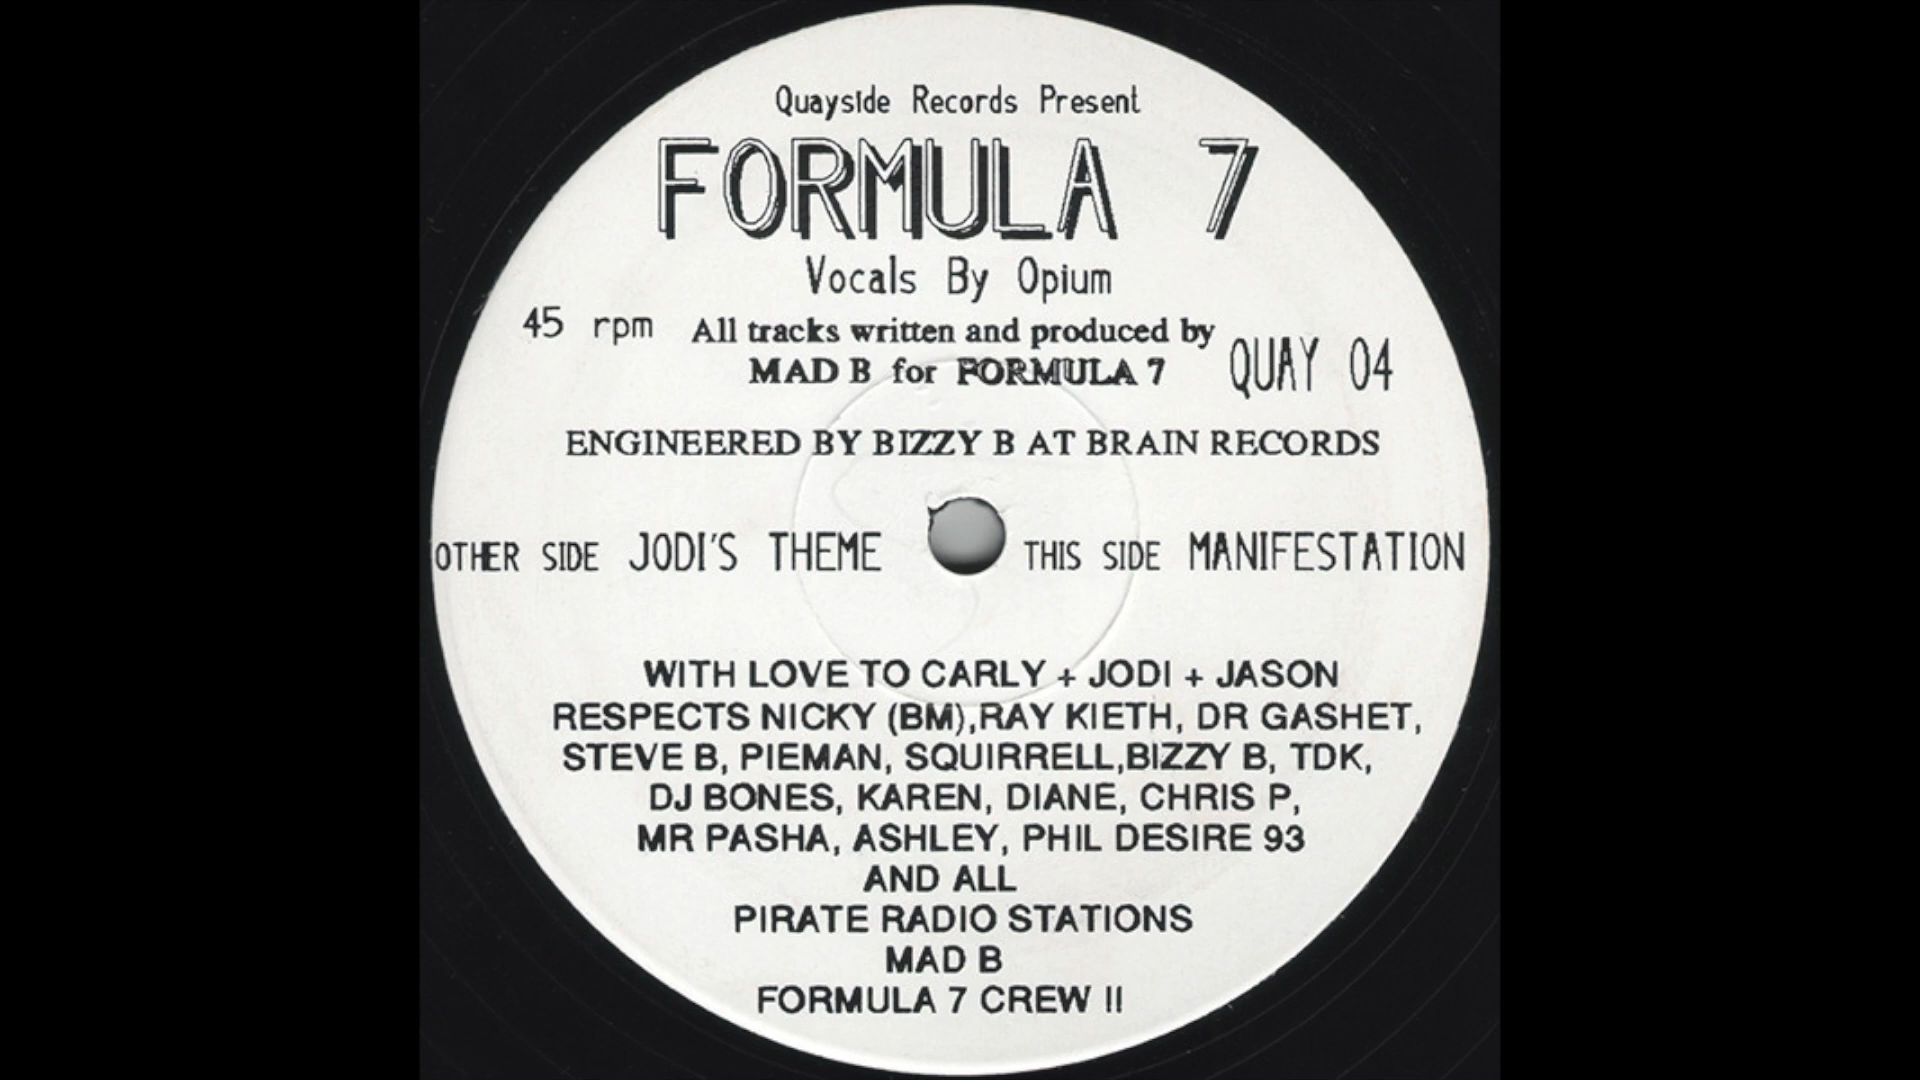 Quayside Records Present
FORMULA 7
Vocals By Opium
45 rpm
All tracks written and produced by
MAD B for FORMULA 7
QUAY 04
ENGINEERED BY BIZZY B AT BRAIN RECORDS
OTHER SIDE JODI'S THEME
THIS SIDE MANIFESTATION
WITH LOVE TO CARLY + JODI + JASON
RESPECTS NICKY (BM),RAY KIETH, DR GASHET,
STEVE B, PIEMAN, SQUIRRELL,BIZZY B, TDK,
DJ BONES, KAREN, DIANE, CHRIS P,
MR PASHA, ASHLEY, PHIL DESIRE 93
AND ALL
PIRATE RADIO STATIONS
MAD B
FORMULA 7 CREW !!